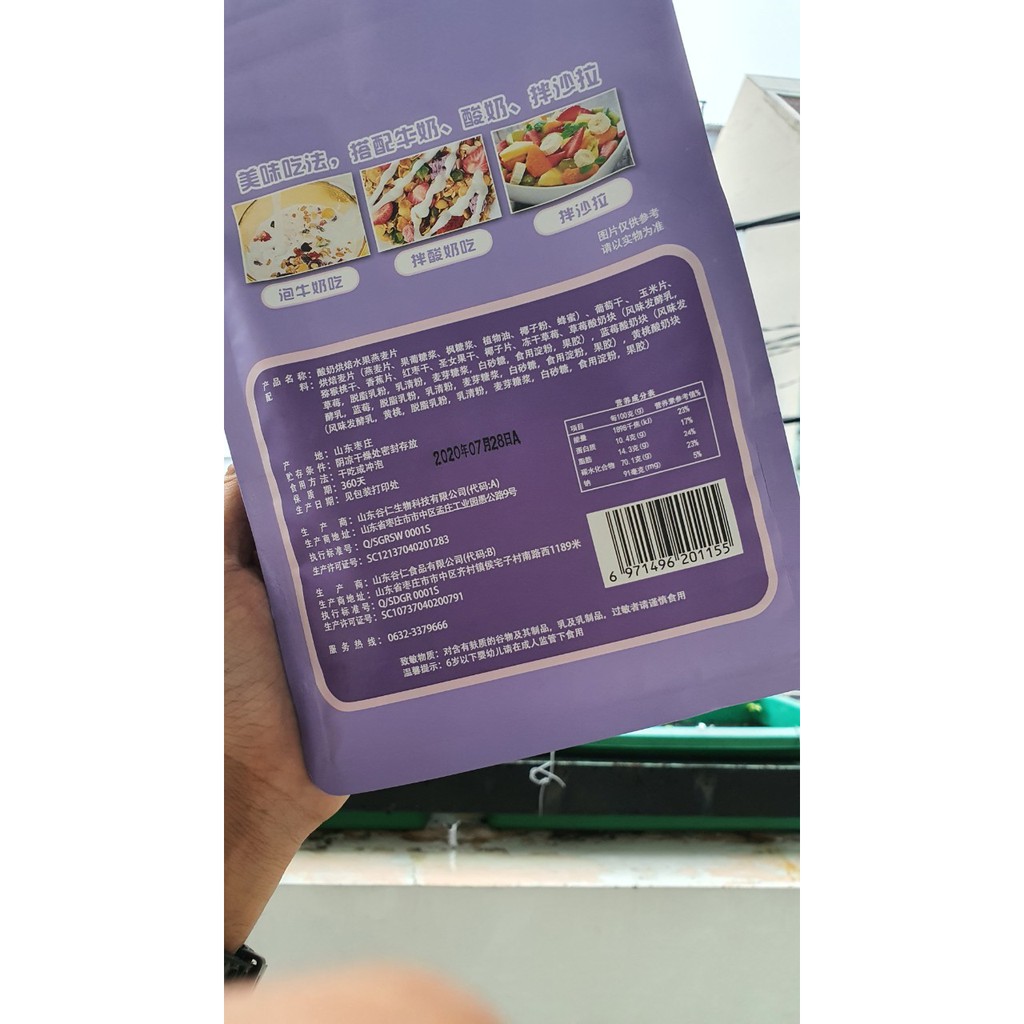 美味吃法，搭配牛奶、酸奶、拌沙拉
泡牛奶吃
拌酸奶吃
拌沙拉
图片仅供参考
请以实物为准
产品名称：酸奶烘焙水果燕麦片
配 料：烘焙麦片（燕麦片、果葡糖浆、枫糖浆、植物油、椰子粉、蜂蜜）、葡萄干、玉米片、
猕猴桃干、香蕉片、红枣干、圣女果干、椰子片、冻干草莓、草莓酸奶块（风味发酵乳，
草莓，脱脂乳粉，乳清粉，麦芽糖浆，白砂糖，食用淀粉，果胶），蓝莓酸奶块（风味发
酵乳，蓝莓，脱脂乳粉，乳清粉，麦芽糖浆，白砂糖，食用淀粉，果胶），黄桃酸奶块
（风味发酵乳，黄桃，脱脂乳粉，乳清粉，麦芽糖浆，白砂糖，食用淀粉，果胶）
产 地：山东枣庄
贮存条件：阴凉干燥处密封存放
食用方法：干吃或冲泡
保 质 期：360天
生产日期：见包装打印处
2020年07月28日A
营养成分表
项目 每100克(g) 营养素参考值%
能量 1898千焦(kJ) 23%
蛋白质 10.4克(g) 17%
脂肪 14.3克(g) 24%
碳水化合物 70.1克(g) 23%
钠 91毫克(mg) 5%
生 产 商：山东谷仁生物科技有限公司(代码:A)
生产商地址：山东省枣庄市市中区孟庄工业园愚公路9号
执行标准号：Q/SGRSW 0001S
生产许可证号：SC12137040201283
生 产 商：山东谷仁食品有限公司(代码:B)
生产商地址：山东省枣庄市市中区齐村镇侯宅子村南路西1189米
执行标准号：Q/SDGR 0001S
生产许可证号：SC10737040200791
服务热线：0632-3379666
6 971496 201155
致敏物质：对含有麸质的谷物及其制品，乳及乳制品，过敏者请谨慎食用
温馨提示：6岁以下婴幼儿请在成人监管下食用